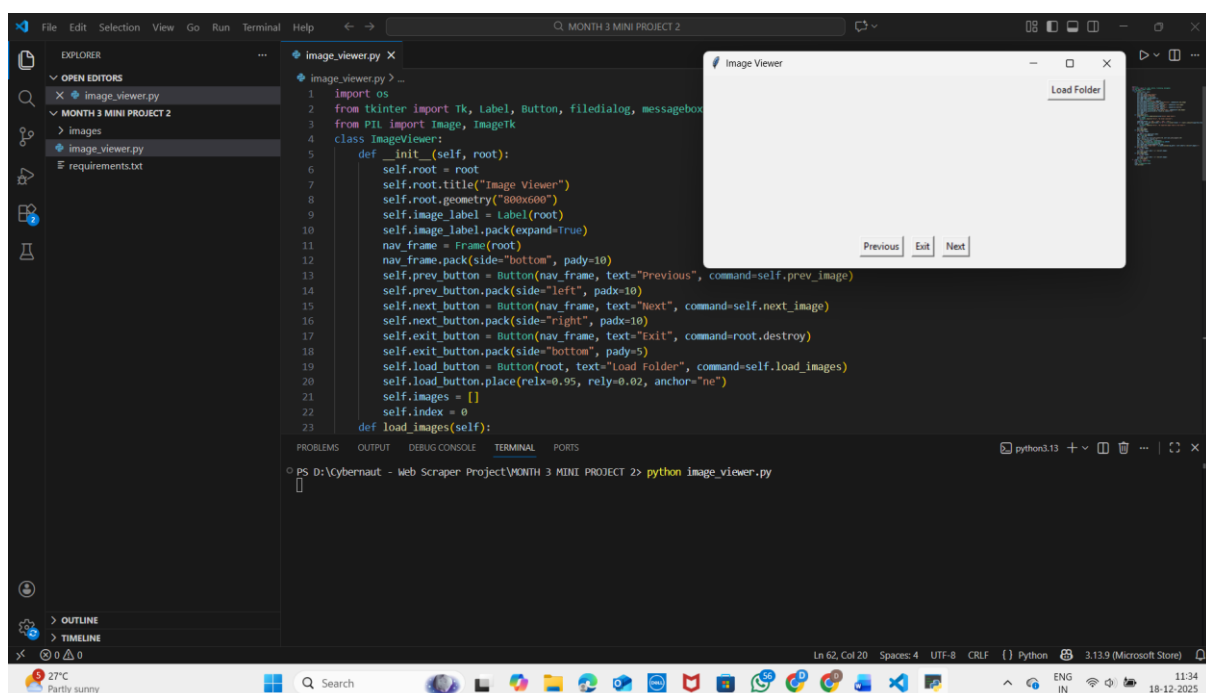 File Edit Selection View Go Run Terminal Help
MONTH 3 MINI PROJECT 2
EXPLORER
OPEN EDITORS
image_viewer.py
MONTH 3 MINI PROJECT 2
images
image_viewer.py
requirements.txt
OUTLINE
TIMELINE
image_viewer.py
image_viewer.py > ...
1 import os
2 from tkinter import Tk, Label, Button, filedialog, messagebox
3 from PIL import Image, ImageTk
4 class ImageViewer:
5 def __init__(self, root):
6 self.root = root
7 self.root.title("Image Viewer")
8 self.root.geometry("800x600")
9 self.image_label = Label(root)
10 self.image_label.pack(expand=True)
11 nav_frame = Frame(root)
12 nav_frame.pack(side="bottom", pady=10)
13 self.prev_button = Button(nav_frame, text="Previous", command=self.prev_image)
14 self.prev_button.pack(side="left", padx=10)
15 self.next_button = Button(nav_frame, text="Next", command=self.next_image)
16 self.next_button.pack(side="right", padx=10)
17 self.exit_button = Button(nav_frame, text="Exit", command=root.destroy)
18 self.exit_button.pack(side="bottom", pady=5)
19 self.load_button = Button(root, text="Load Folder", command=self.load_images)
20 self.load_button.place(relx=0.95, rely=0.02, anchor="ne")
21 self.images = []
22 self.index = 0
23 def load_images(self):
Image Viewer
Load Folder
Previous Exit Next
PROBLEMS OUTPUT DEBUG CONSOLE TERMINAL PORTS
python3.13
PS D:\Cybernaut - Web Scraper Project\MONTH 3 MINI PROJECT 2> python image_viewer.py
0 0
Ln 62, Col 20 Spaces: 4 UTF-8 CRLF {} Python 3.13.9 (Microsoft Store)
27°C
Partly sunny
Search
ENG
IN
11:34
18-12-2025